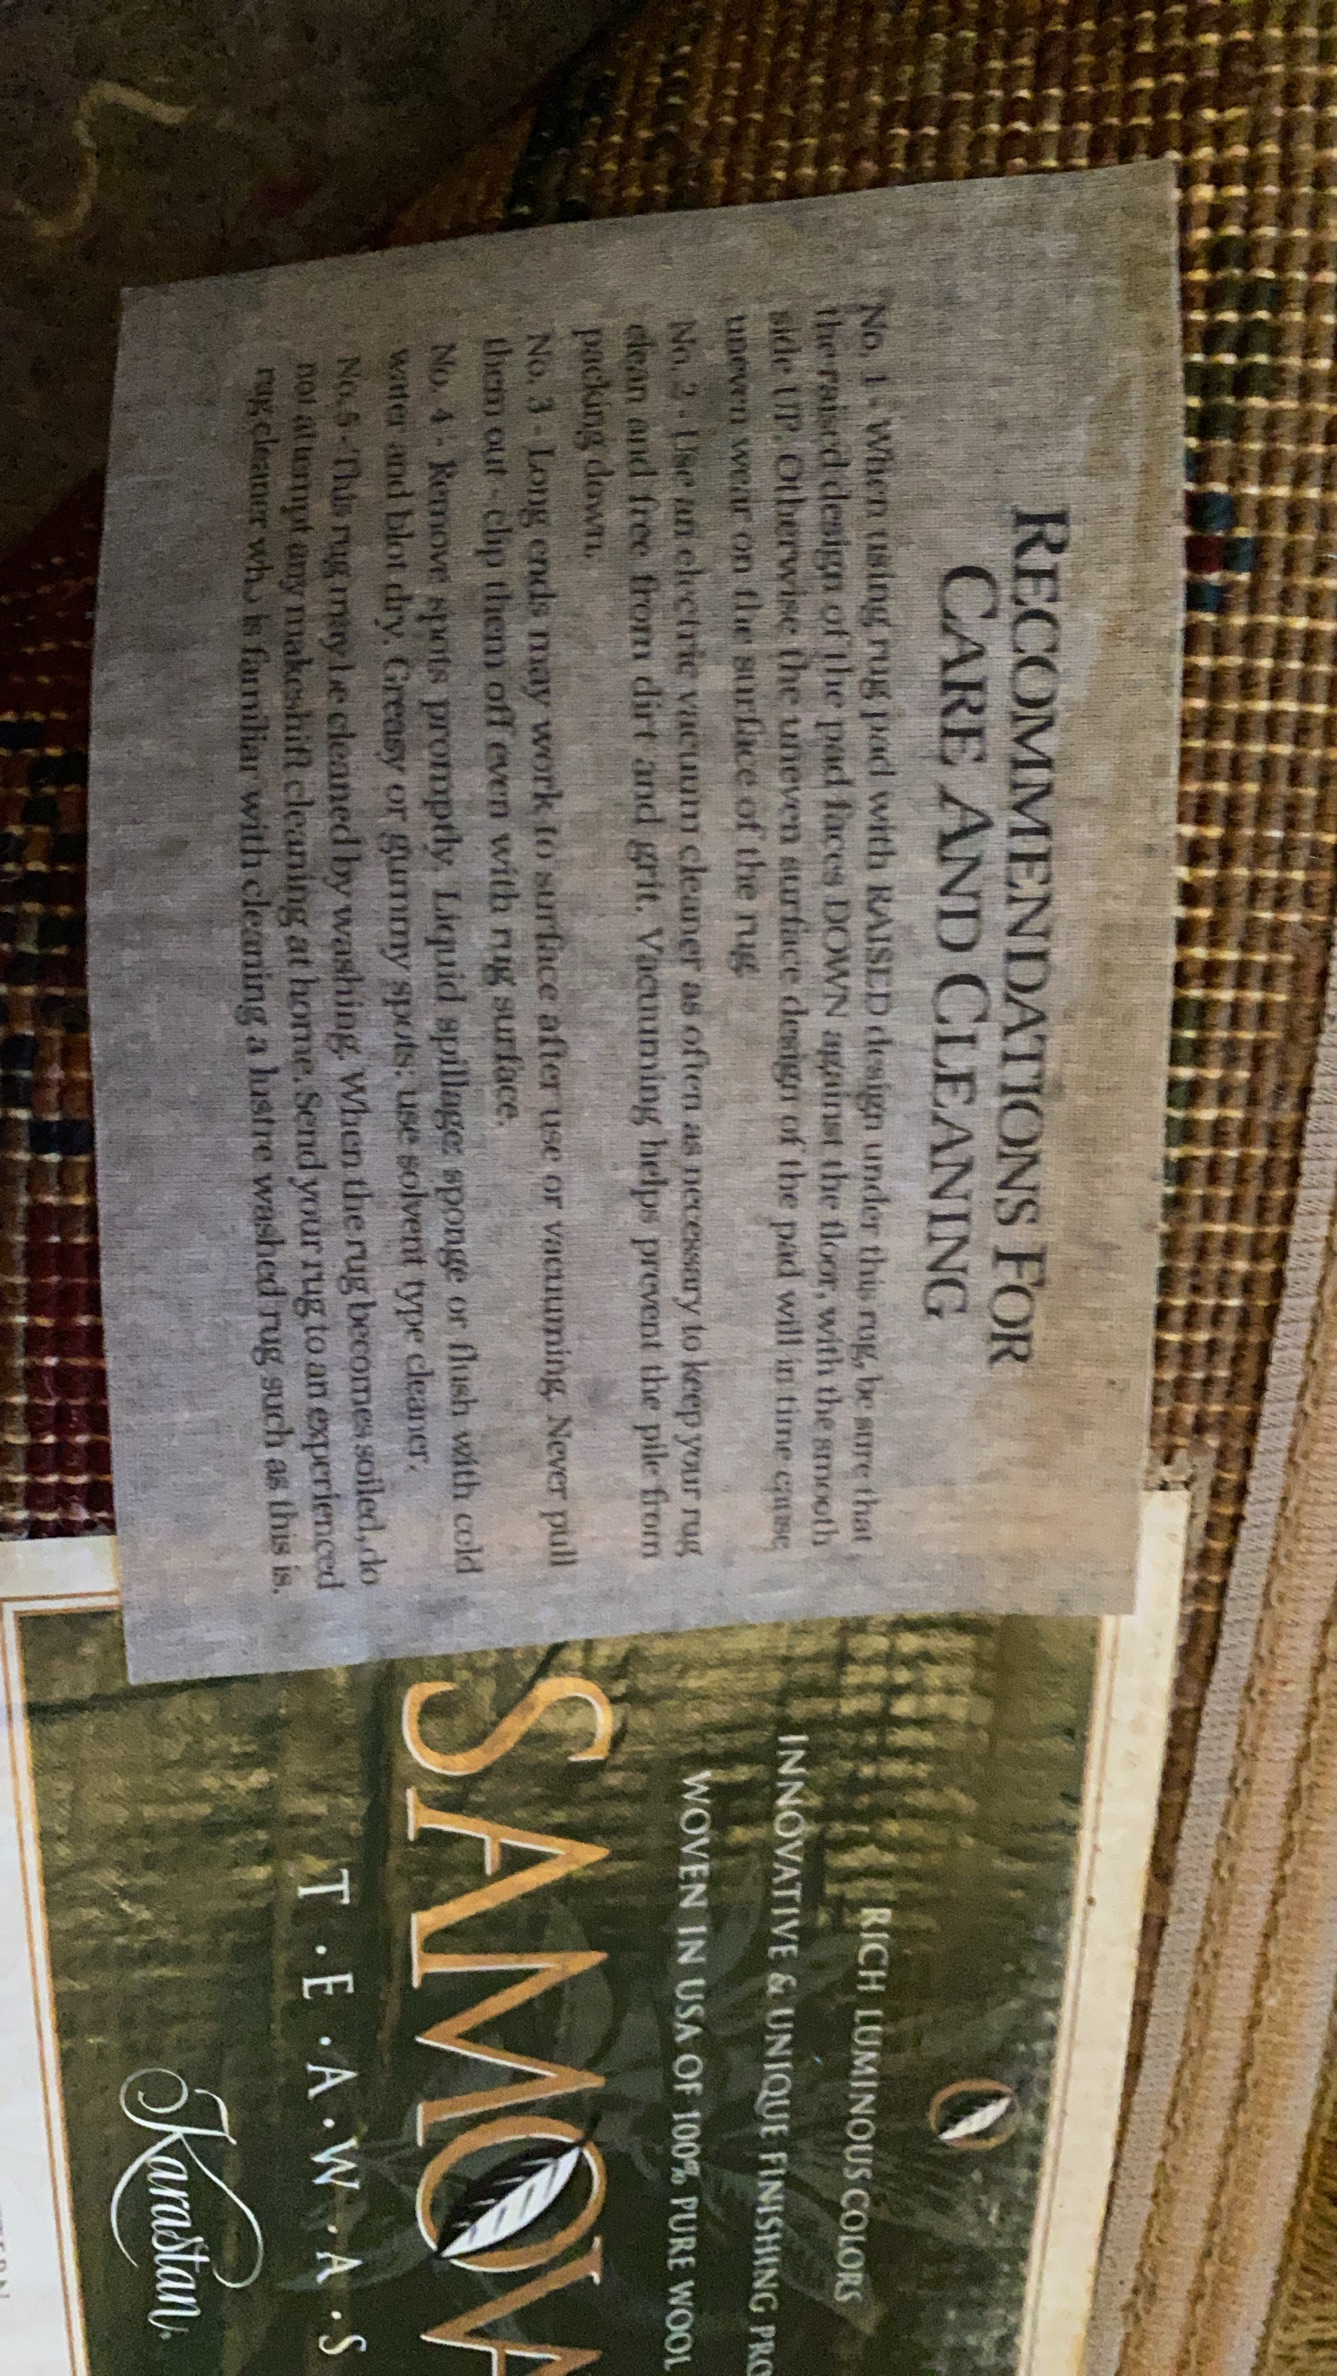 RECOMMENDATIONS FOR
CARE AND CLEANING
No. 1 - When using rug pad with RAISED design under this rug, be sure that
the raised design of the pad faces DOWN against the floor, with the smooth
side UP. Otherwise the uneven surface design of the pad will in time cause
uneven wear on the surface of the rug
No. 2 - Use an electric vacuum cleaner as often as necessary to keep your rug
clean and free from dirt and grit. Vacuuming helps prevent the pile from
packing down.
No. 3 - Long ends may work to surface after use or vacuuming. Never pull
them out - clip them off even with rug surface.
No. 4 - Remove spots promptly. Liquid spillage: sponge or flush with cold
water and blot dry. Greasy or gummy spots: use solvent type cleaner.
No. 5 - This rug may be cleaned by washing. When the rug becomes soiled, do
not attempt any makeshift cleaning at home. Send your rug to an experienced
rug cleaner who is familiar with cleaning a lustre washed rug such as this is.
RICH LUMINOUS COLORS
INNOVATIVE & UNIQUE FINISHING PRO
WOVEN IN USA OF 100% PURE WOOL
SAMOVA
T·E·A·W·A·S
Karastan